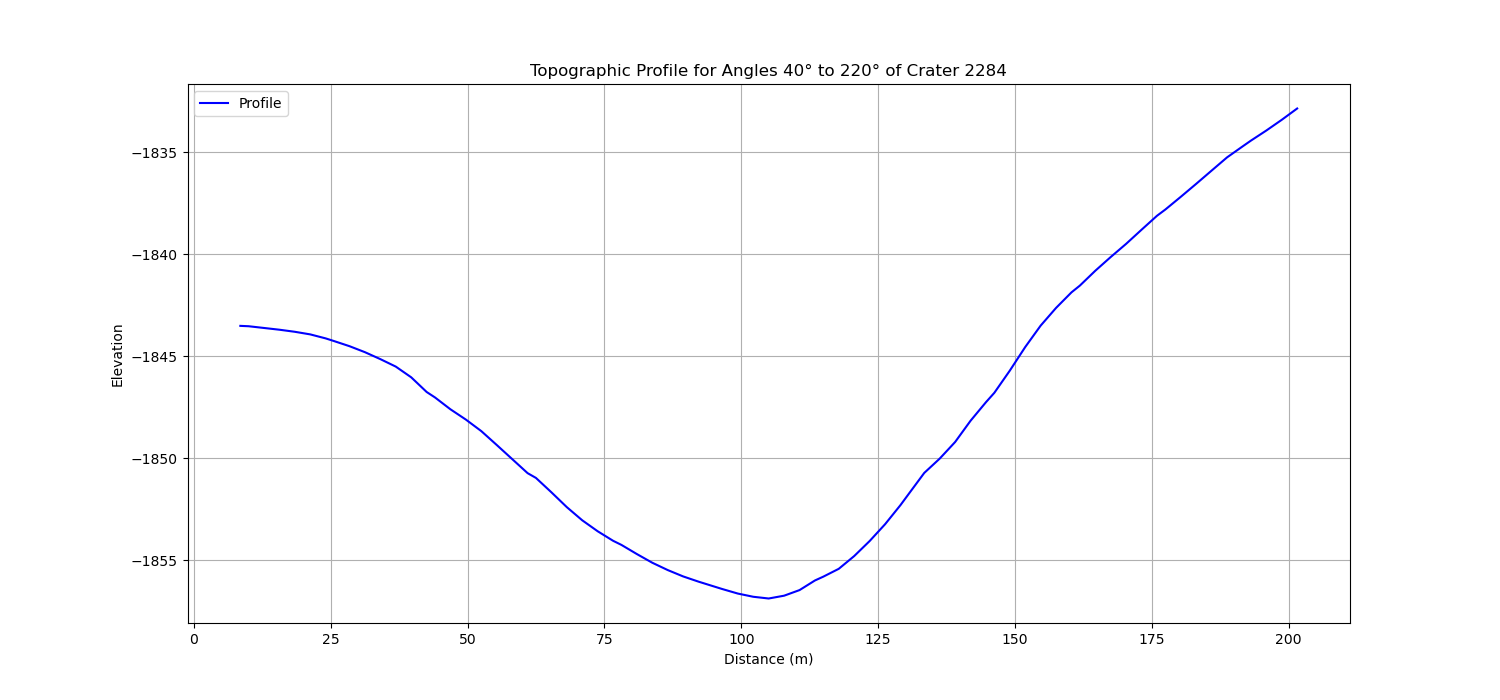 Topographic Profile for Angles 40° to 220° of Crater 2284
Profile
−1835
−1840
−1845
−1850
−1855
Elevation
0 25 50 75 100 125 150 175 200
Distance (m)